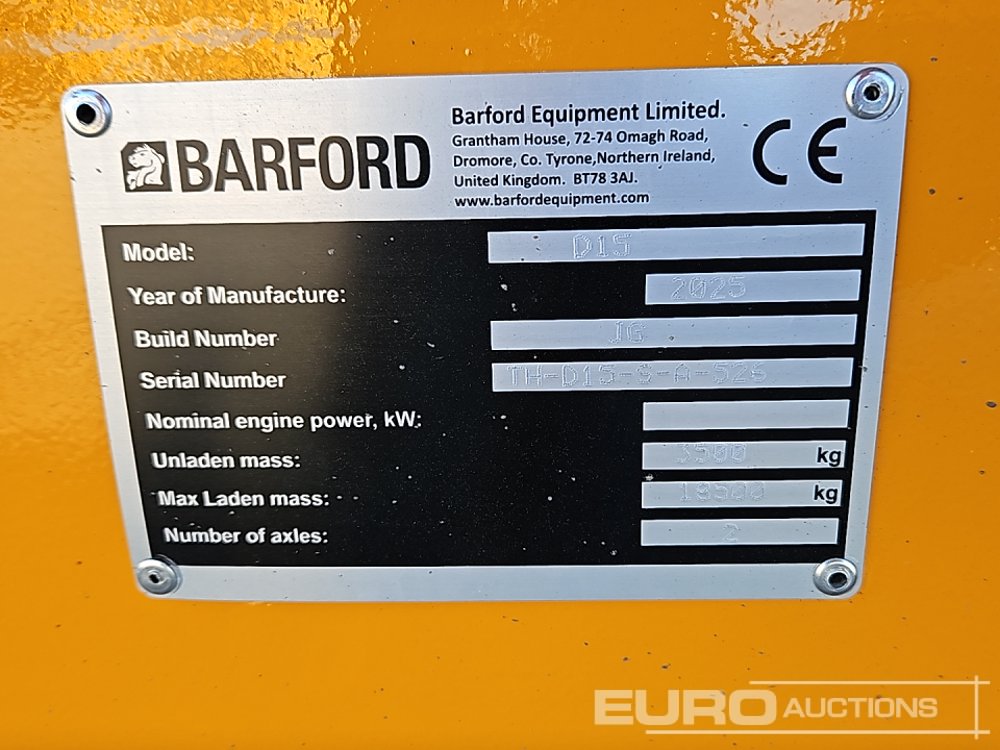 BARFORD
Barford Equipment Limited.
Grantham House, 72-74 Omagh Road,
Dromore, Co. Tyrone,Northern Ireland,
United Kingdom. BT78 3AJ.
www.barfordequipment.com
CE
Model: D15
Year of Manufacture: 2025
Build Number JG
Serial Number TH-D15-S-A-526
Nominal engine power, kW:
Unladen mass: 3500 kg
Max Laden mass: 18500 kg
Number of axles: 2
EURO AUCTIONS